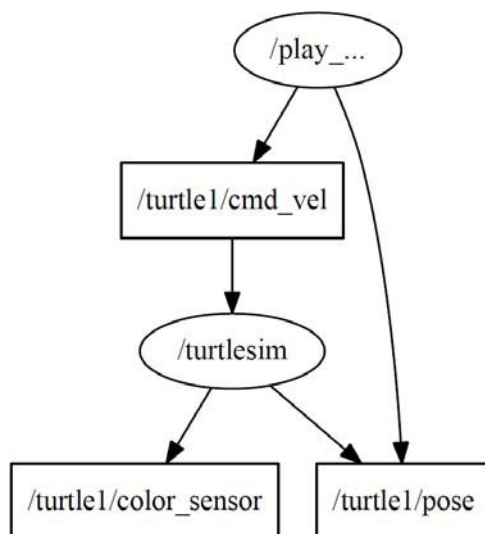 /play_...
/turtle1/cmd_vel
/turtlesim
/turtle1/color_sensor
/turtle1/pose